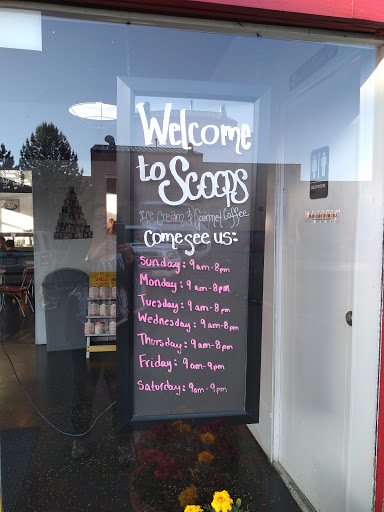 Welcome
to Scoops
Ice Cream & Gourmet Coffee
Come see us:
Sunday: 9am-8pm
Monday: 9am-8pm
Tuesday: 9am-8pm
Wednesday: 9am-8pm
Thursday: 9am-8pm
Friday: 9am-9pm
Saturday: 9am-9pm
RESTROOM